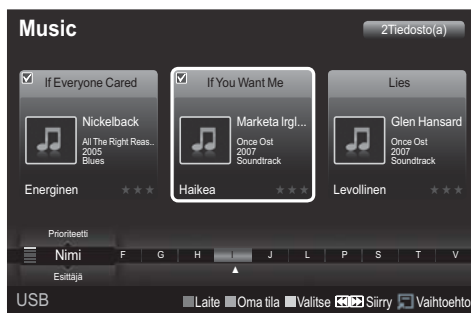 Music
2Tiedosto(a)
If Everyone Cared
If You Want Me
Lies
Nickelback
All The Right Reas..
2005
Blues
Marketa Irgl...
Once Ost
2007
Soundtrack
Glen Hansard
Once Ost
2007
Soundtrack
Energinen
Haikea
Levollinen
Prioriteetti
Nimi F G H I J L P S T V
Esittäjä
USB Laite Oma tila Valitse Siirry Vaihtoehto